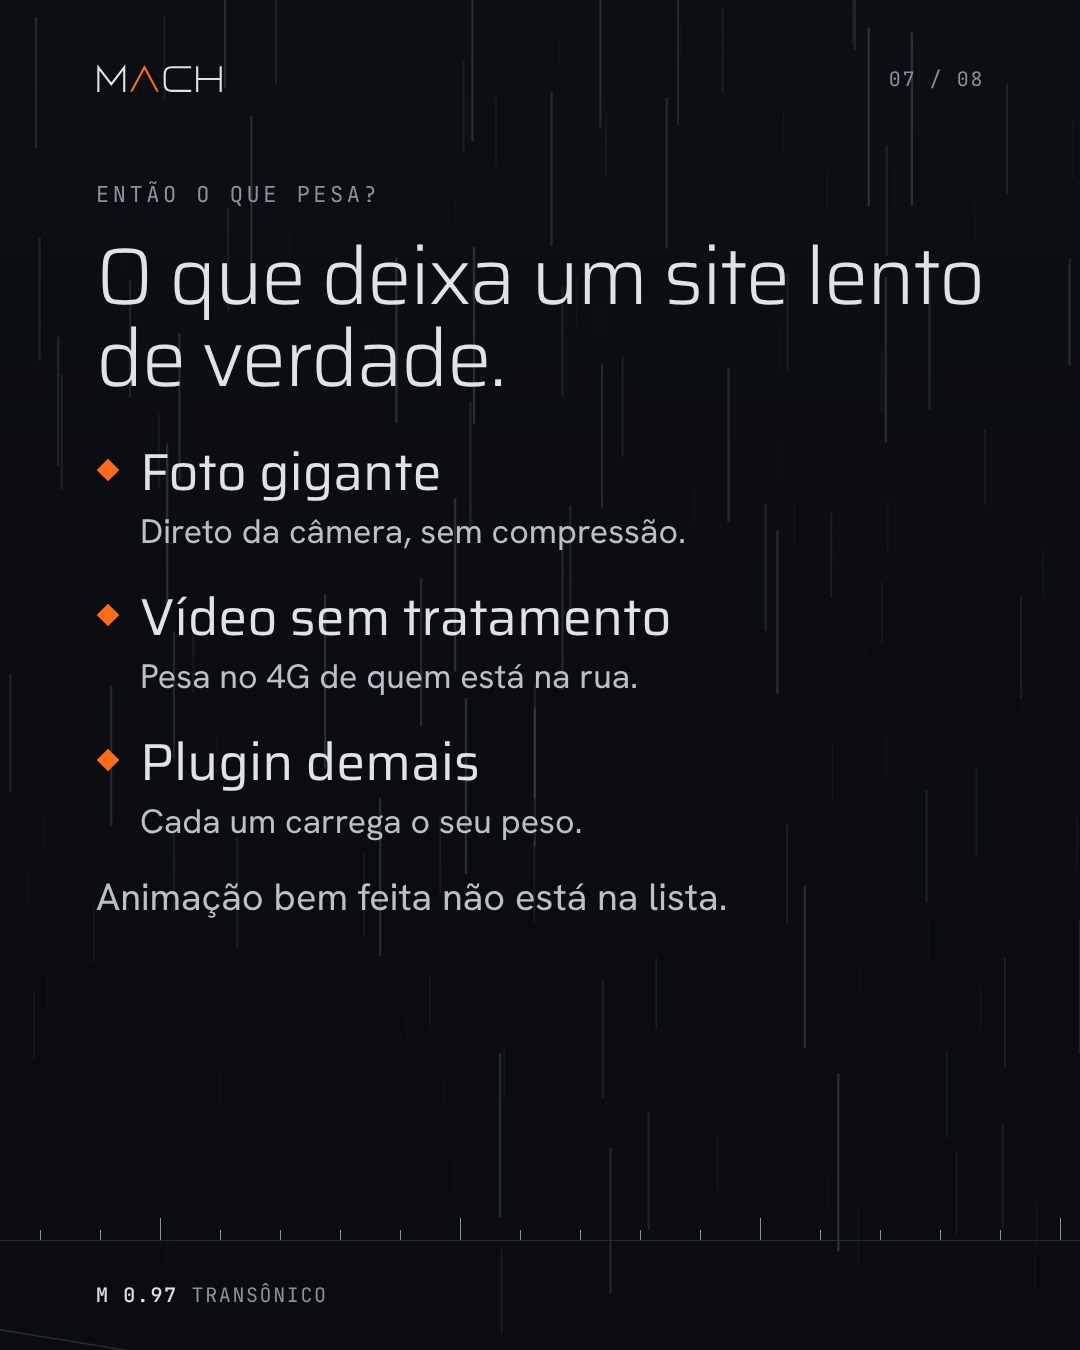 MACH
07 / 08
ENTÃO O QUE PESA?
O que deixa um site lento
de verdade.
Foto gigante
Direto da câmera, sem compressão.
Vídeo sem tratamento
Pesa no 4G de quem está na rua.
Plugin demais
Cada um carrega o seu peso.
Animação bem feita não está na lista.
M 0.97 TRANSÔNICO